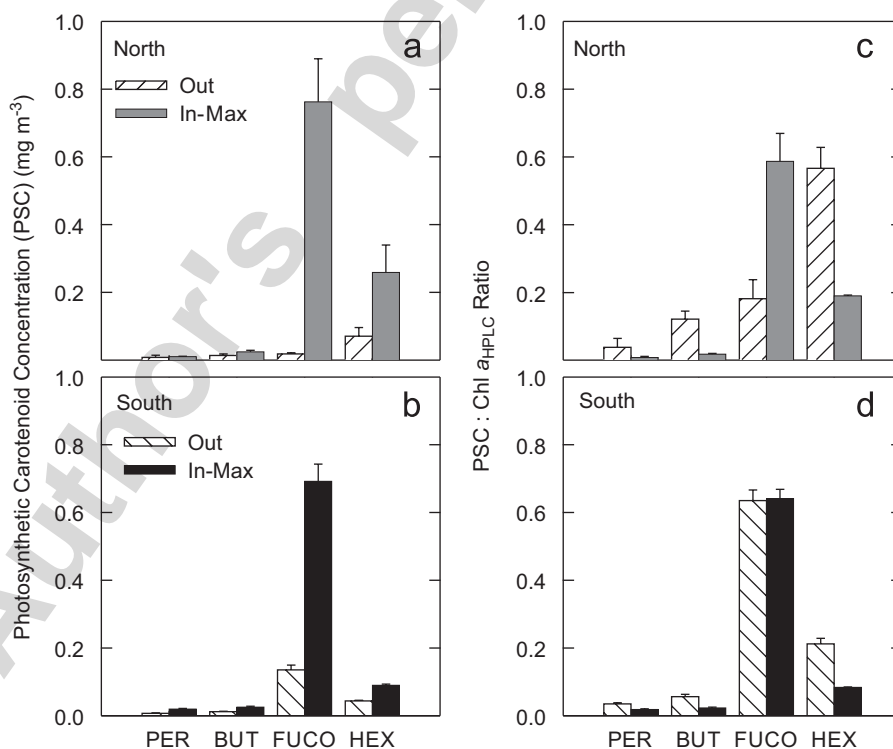 Author's per
Photosynthetic Carotenoid Concentration (PSC) (mg m-3)
1.0
0.8
0.6
0.4
0.2
North
a
Out
In-Max
1.0
0.8
0.6
0.4
0.2
0.0
South
b
Out
In-Max
PER BUT FUCO HEX
PSC : Chl aHPLC Ratio
1.0
0.8
0.6
0.4
0.2
North
c
1.0
0.8
0.6
0.4
0.2
0.0
South
d
PER BUT FUCO HEX